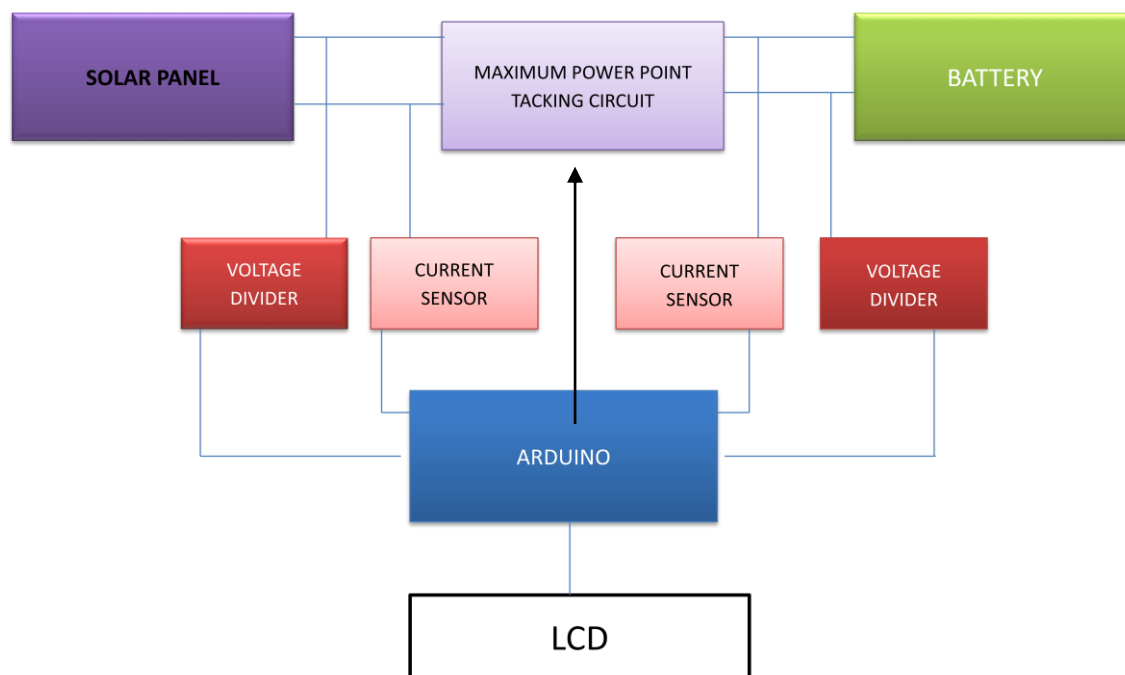 SOLAR PANEL
MAXIMUM POWER POINT
TACKING CIRCUIT
BATTERY
VOLTAGE
DIVIDER
CURRENT
SENSOR
CURRENT
SENSOR
VOLTAGE
DIVIDER
ARDUINO
LCD